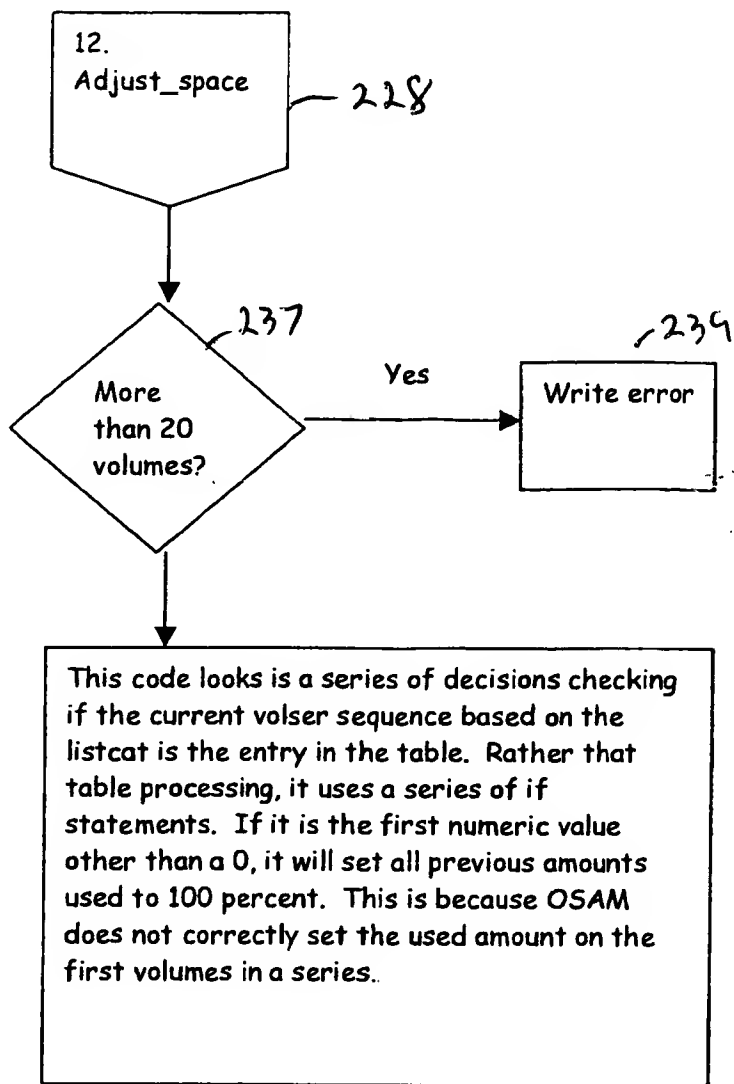 12.
Adjust_space
228
237
More
than 20
volumes?
Yes
239
Write error
This code looks is a series of decisions checking
if the current volser sequence based on the
listcat is the entry in the table. Rather that
table processing, it uses a series of if
statements. If it is the first numeric value
other than a 0, it will set all previous amounts
used to 100 percent. This is because OSAM
does not correctly set the used amount on the
first volumes in a series.